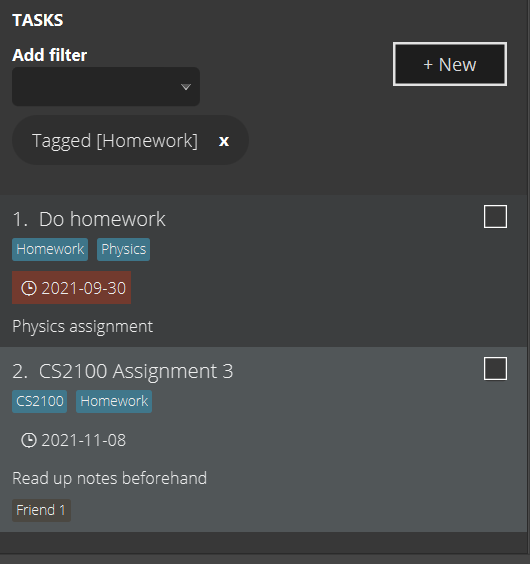 TASKS
Add filter
+ New
Tagged [Homework] x
1. Do homework
Homework Physics
2021-09-30
Physics assignment
2. CS2100 Assignment 3
CS2100 Homework
2021-11-08
Read up notes beforehand
Friend 1